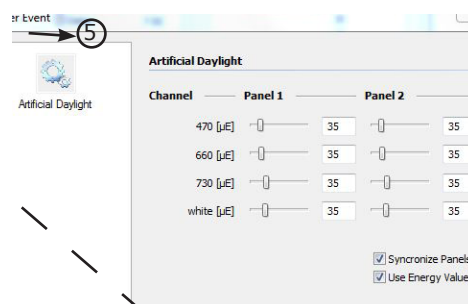 er Event
5
Artificial Daylight
Artificial Daylight
Channel Panel 1 Panel 2
470 [µE] 35 35
660 [µE] 35 35
730 [µE] 35 35
white [µE] 35 35
Syncronize Panels
Use Energy Value